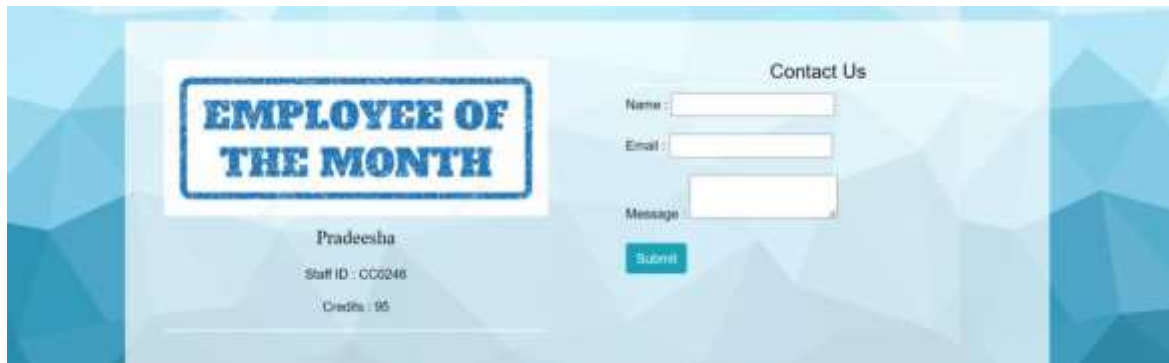 EMPLOYEE OF
THE MONTH
Pradeesha
Staff ID : CC0246
Credits : 95
Contact Us
Name :
Email :
Message :
Submit